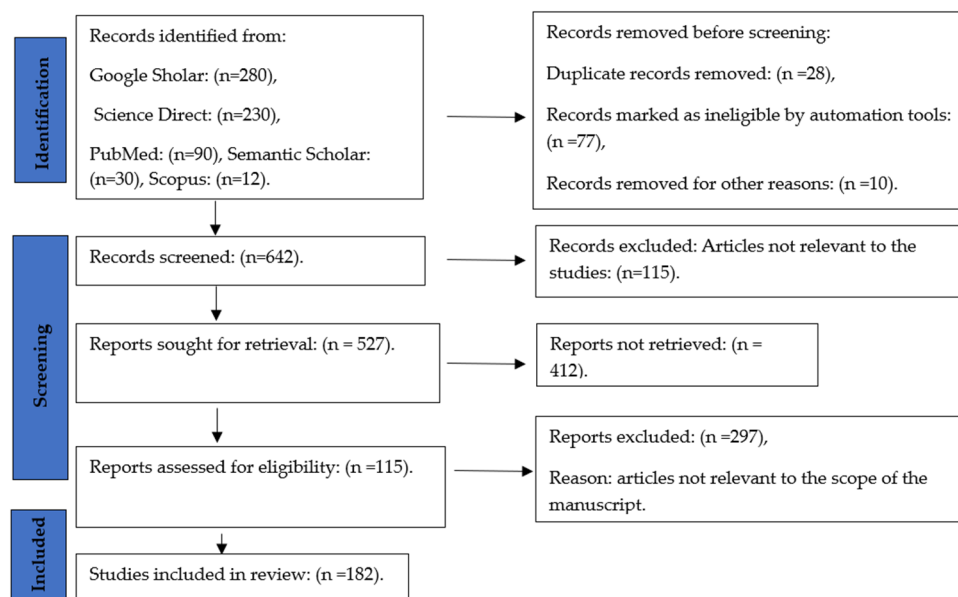 Identification
Records identified from:
Google Sholar: (n=280),
Science Direct: (n=230),
PubMed: (n=90), Semantic Scholar:
(n=30), Scopus: (n=12).
Records removed before screening:
Duplicate records removed: (n =28),
Records marked as ineligible by automation tools:
(n =77),
Records removed for other reasons: (n =10).
Screening
Records screened: (n=642).
Records excluded: Articles not relevant to the
studies: (n=115).
Reports sought for retrieval: (n = 527).
Reports not retrieved: (n =
412).
Reports assessed for eligibility: (n =115).
Reports excluded: (n =297),
Reason: articles not relevant to the scope of the
manuscript.
Included
Studies included in review: (n =182).